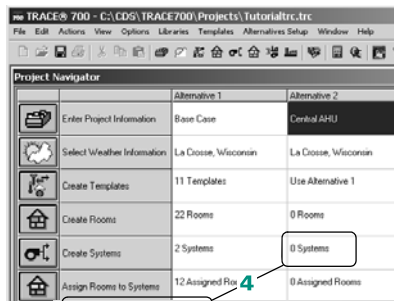 TRACE® 700 - C:\CDS\TRACE700\Projects\Tutorialtrc.trc
File Edit Actions View Options Libraries Templates Alternatives Setup Window Help
Project Navigator
Alternative 1 Alternative 2
Enter Project Information Base Case Central AHU
Select Weather Information La Crosse, Wisconsin La Crosse, Wisconsin
Create Templates 11 Templates Use Alternative 1
Create Rooms 22 Rooms 0 Rooms
Create Systems 2 Systems 0 Systems
Assign Rooms to Systems 12 Assigned 4 0 Assigned Rooms